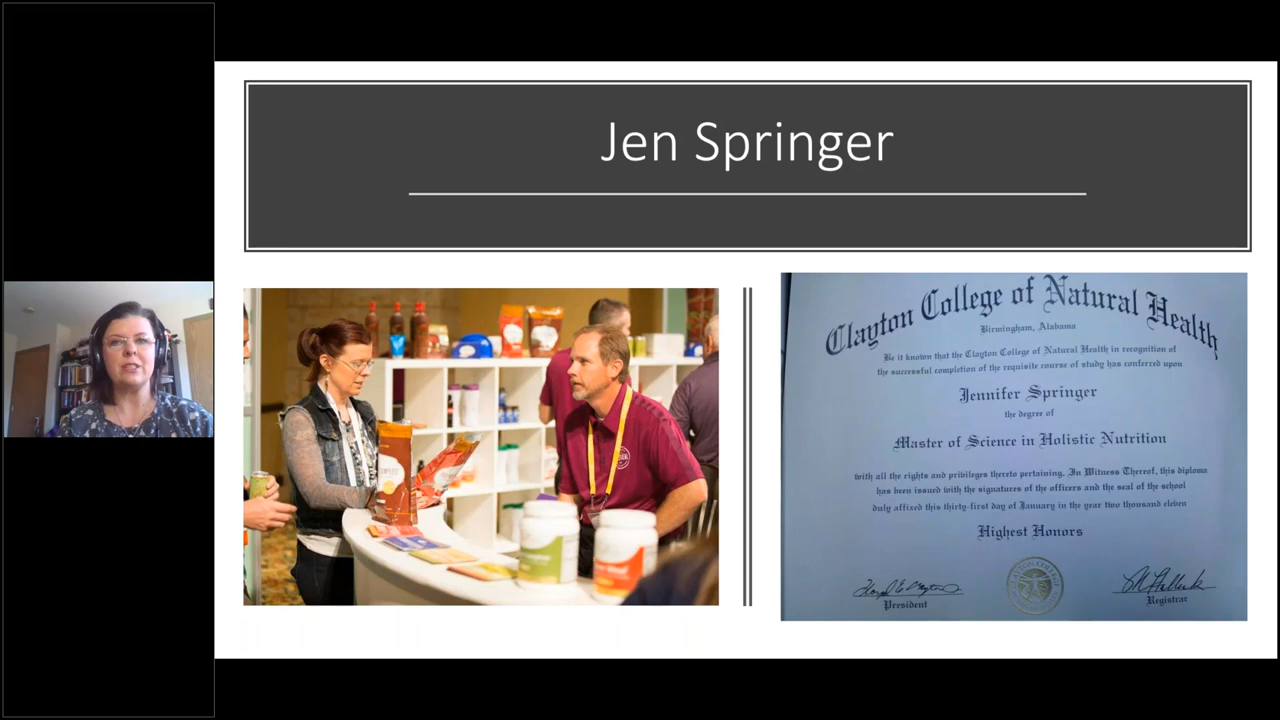 Jen Springer
Clayton College of Natural Health
Birmingham, Alabama
Be it known that the Clayton College of Natural Health in recognition of
the successful completion of the requisite course of study has conferred upon
Jennifer Springer
the degree of
Master of Science in Holistic Nutrition
with all the rights and privileges thereto pertaining. In Witness Thereof, this diploma
has been issued with the signatures of the officers and the seal of the school
duly affixed this thirty-first day of January in the year two thousand eleven
Highest Honors
President
Registrar